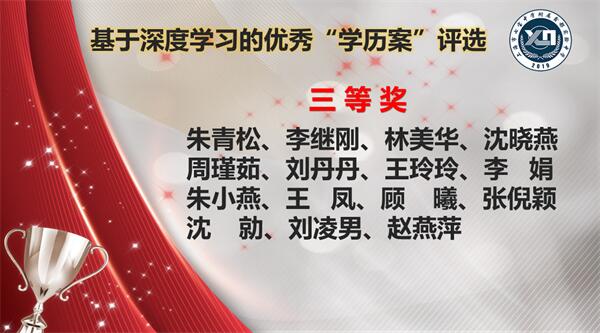 基于深度学习的优秀“学历案”评选
三等奖
朱青松、李继刚、林美华、沈晓燕
周瑾茹、刘丹丹、王玲玲、李　娟
朱小燕、王　凤、顾　曦、张倪颖
沈　勍、刘凌男、赵燕萍
2019